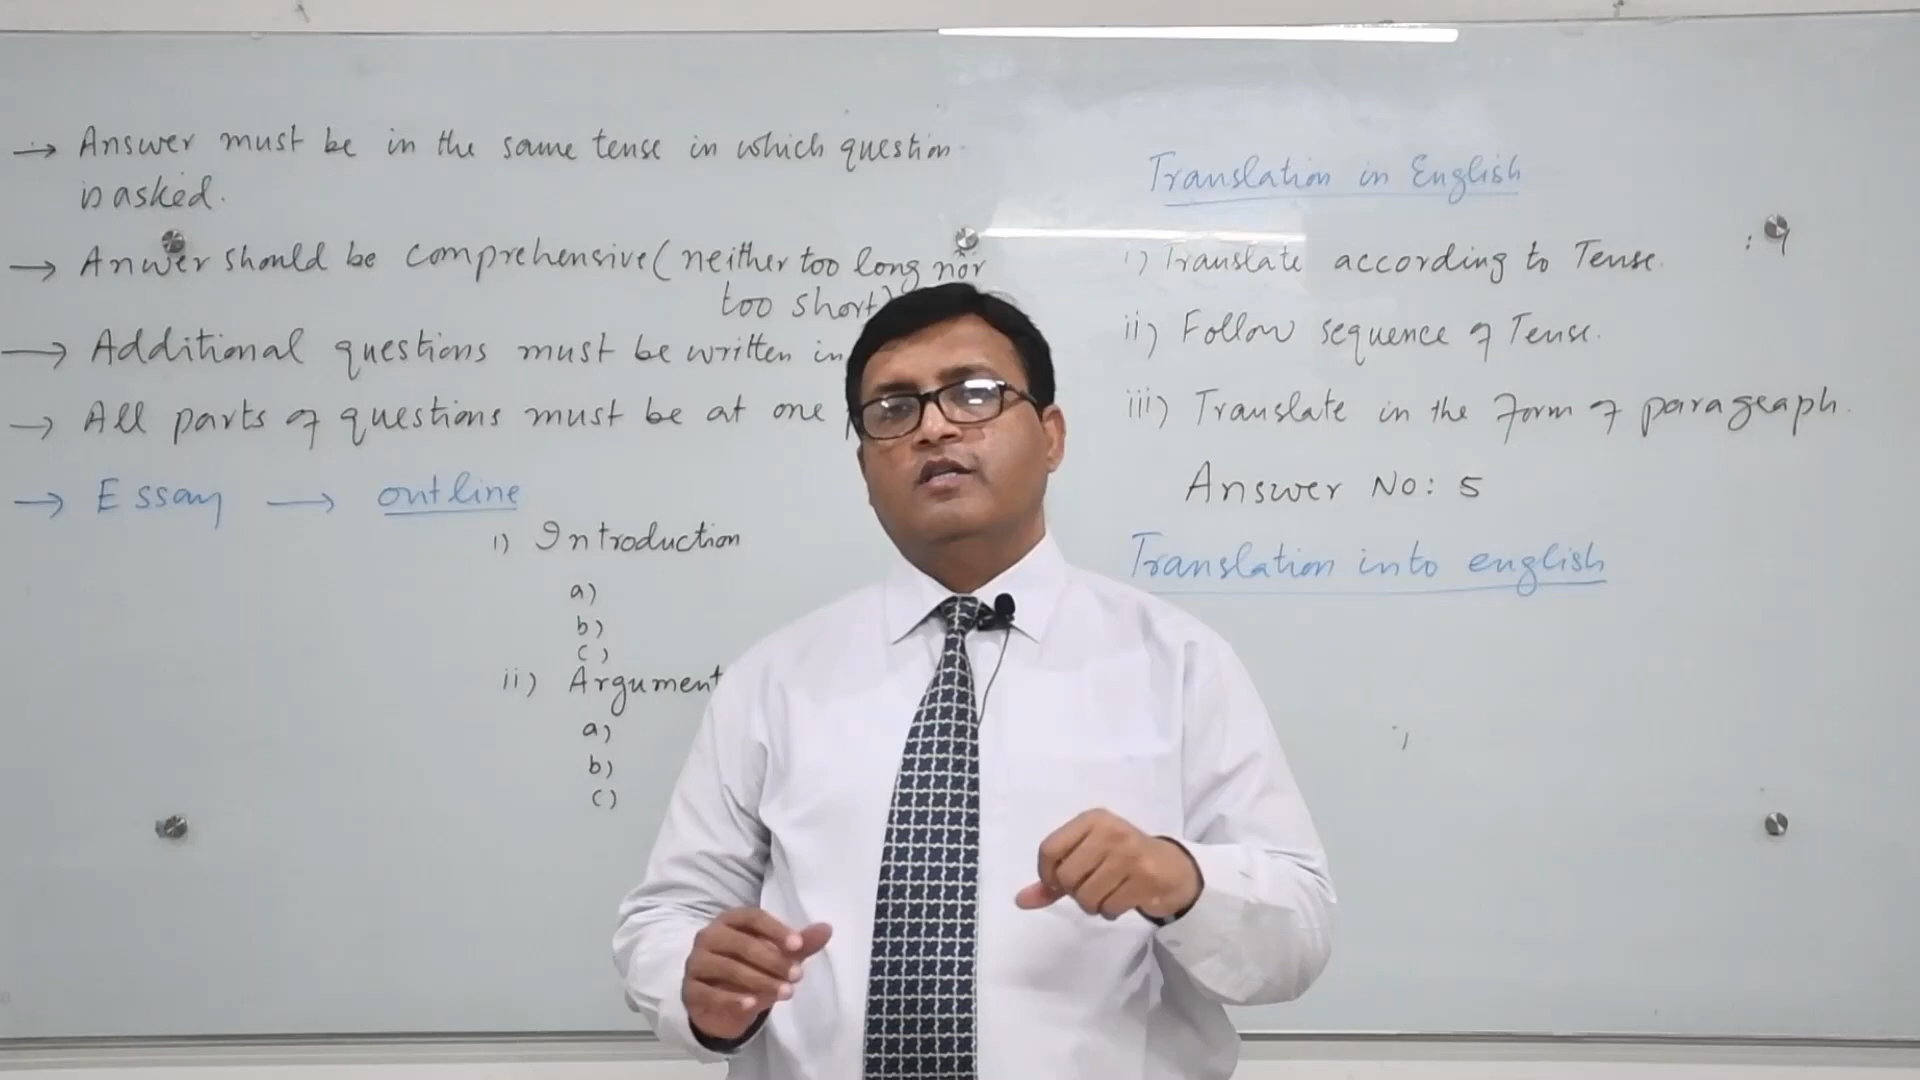 → Answer must be in the same tense in which question
is asked.
→ Anwer should be comprehensive (neither too long nor
too short)
→ Additional questions must be written in
→ All parts of questions must be at one
→ Essay → outline
i) Introduction
a)
b)
c)
ii) Argument
a)
b)
c)
Translation in English
i) Translate according to Tense.
ii) Follow sequence of Tense.
iii) Translate in the form of paragraph.
Answer No: 5
Translation into english